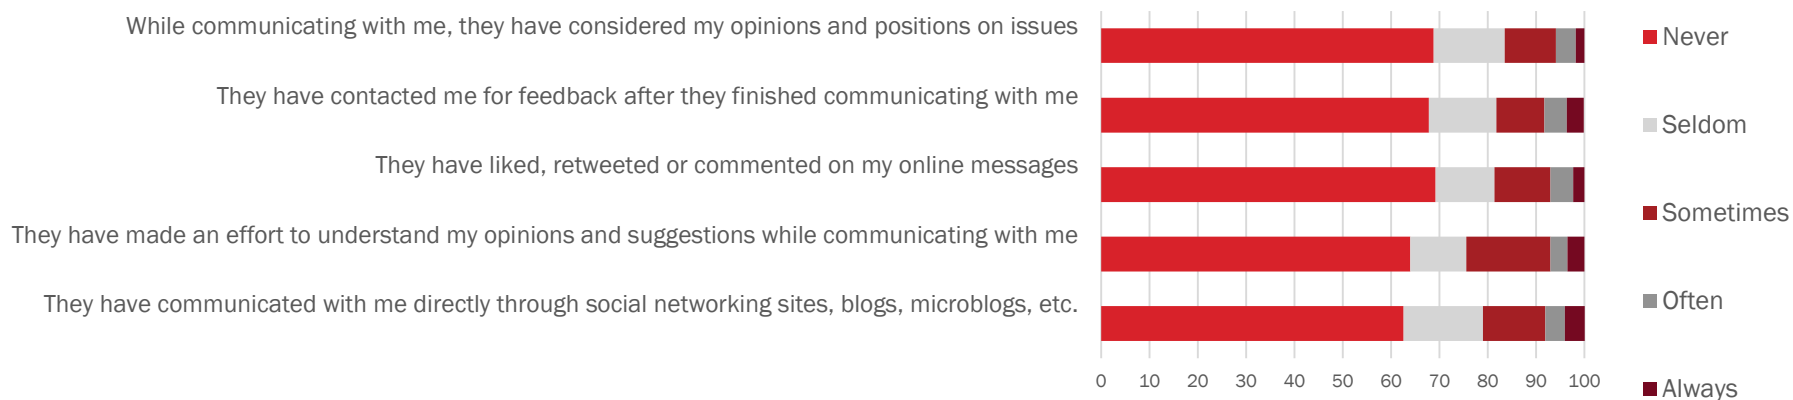 While communicating with me, they have considered my opinions and positions on issues
They have contacted me for feedback after they finished communicating with me
They have liked, retweeted or commented on my online messages
They have made an effort to understand my opinions and suggestions while communicating with me
They have communicated with me directly through social networking sites, blogs, microblogs, etc.
0 10 20 30 40 50 60 70 80 90 100
Never
Seldom
Sometimes
Often
Always